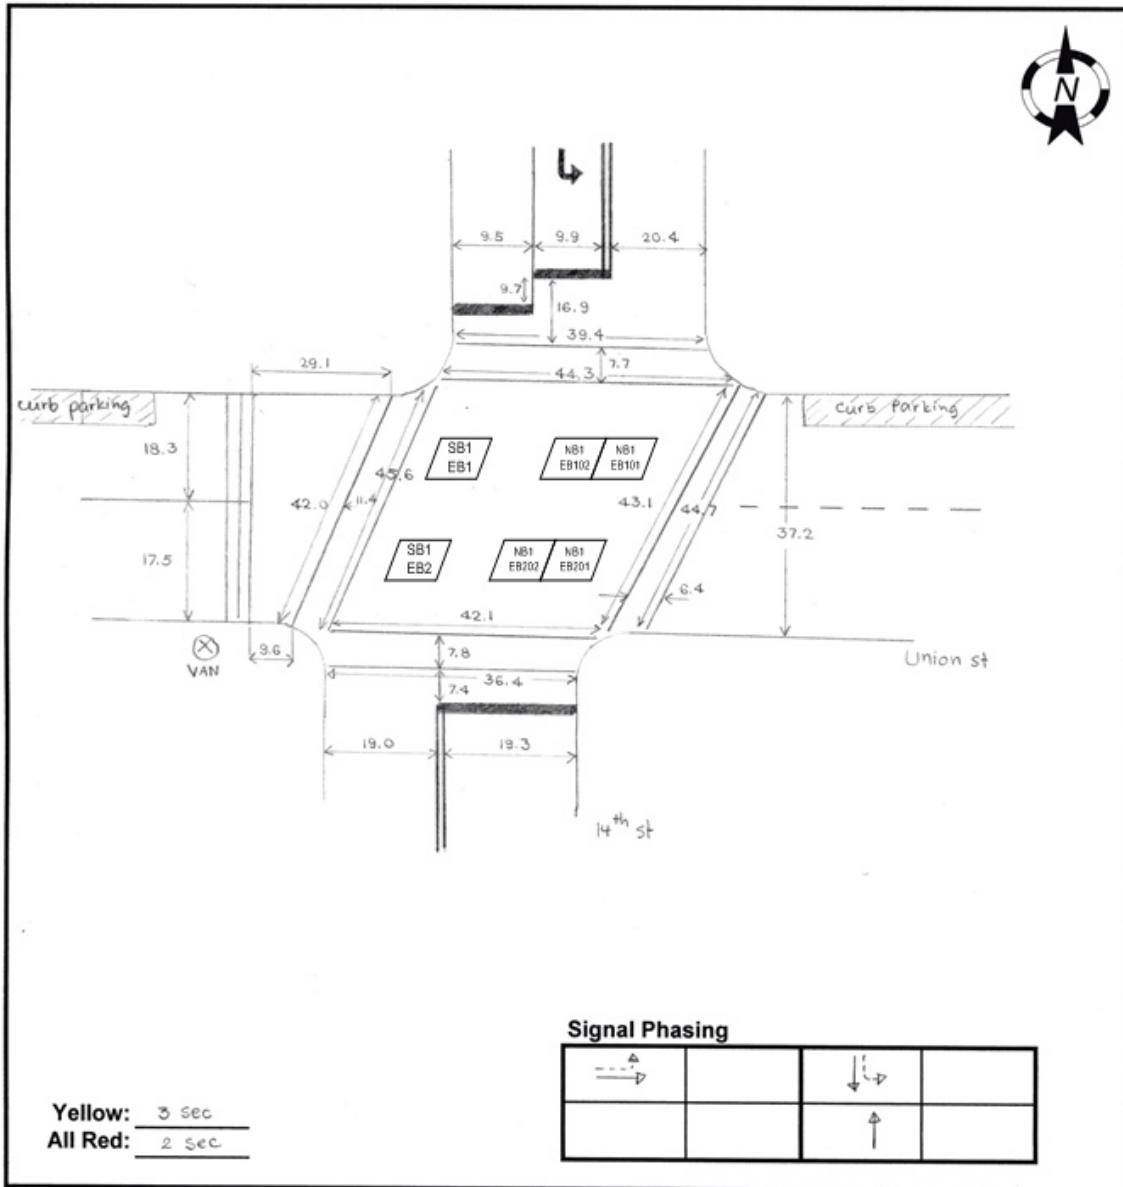 N
9.5 9.9 20.4
9.7
16.9
39.4
7.7
29.1
44.3
curb parking
Curb Parking
18.3
SB1
EB1
NB1
EB102
NB1
EB101
45.6
42.0
11.4
43.1
44.7
37.2
17.5
SB1
EB2
NB1
EB202
NB1
EB201
6.4
42.1
9.6
VAN
7.8
Union st
36.4
7.4
19.0 19.3
14th st
Signal Phasing
Yellow: 3 sec
All Red: 2 sec